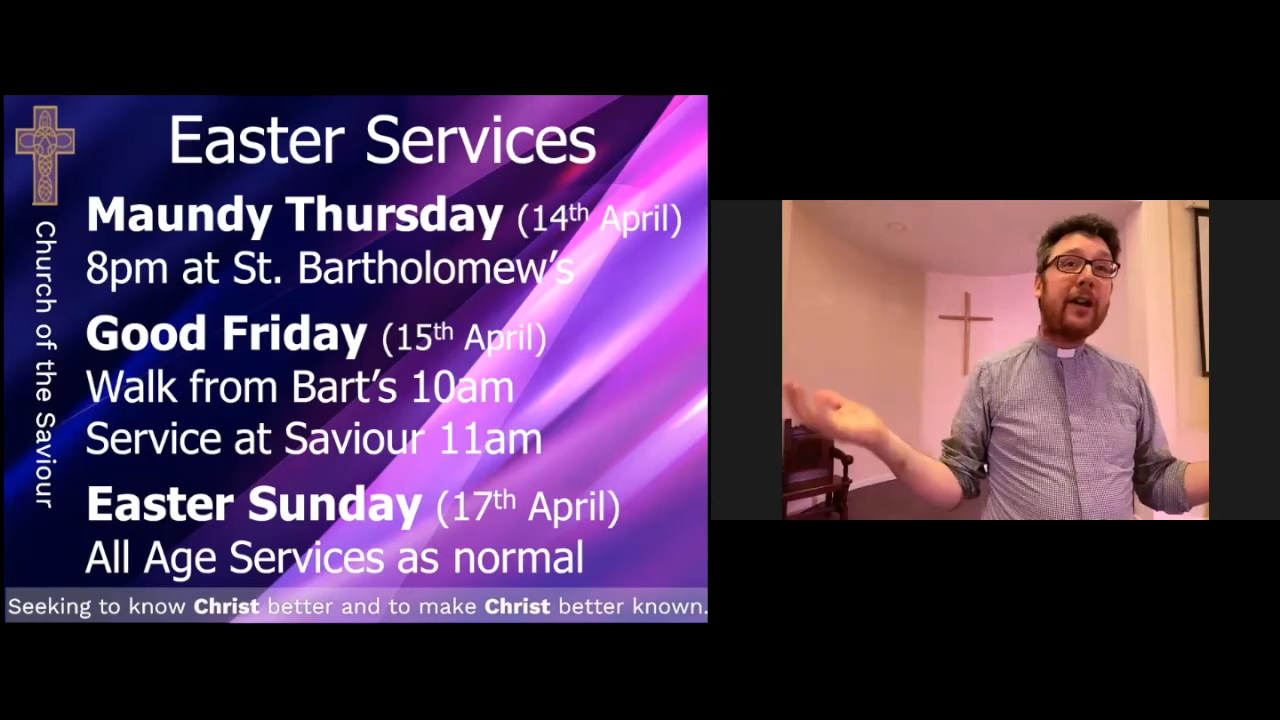 Easter Services
Maundy Thursday (14th April)
8pm at St. Bartholomew's
Good Friday (15th April)
Walk from Bart's 10am
Service at Saviour 11am
Easter Sunday (17th April)
All Age Services as normal
Church of the Saviour
Seeking to know Christ better and to make Christ better known.